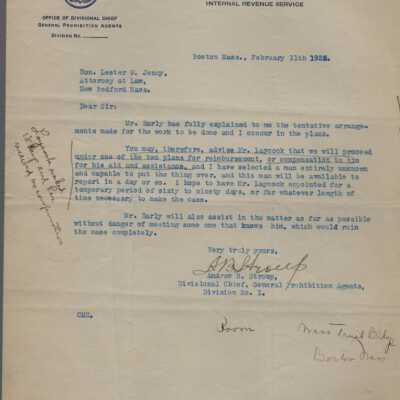 INTERNAL REVENUE SERVICE
OFFICE OF DIVISIONAL CHIEF
GENERAL PROHIBITION AGENTS
DIVISION NO.
Boston Mass., February 11th 1922.
Hon. Lester G. Jenny,
Attorney at Law,
New Bedford Mass.
Dear Sir:
Mr. Early has fully explained to me the tentative arrange-
ments made for the work to be done and I concur in the plans.
You may, therefore, advise Mr. Laycock that we will proceed
under one of the two plans for reimbursement, or compensation to him
for his aid and assistance, and I have selected a man entirely unknown
and capable to put the thing over, and this man will be available to
report in a day or so. I hope to have Mr. Laycock appointed for a
temporary period of sixty to ninety days, or for whatever length of
time necessary to make the case.
Mr. Early will also assist in the matter as far as possible
without danger of meeting some one that knows him, which would ruin
the case completely.
Very truly yours,
Andrew B. Stroup,
Divisional Chief, General Prohibition Agents,
Division No. 1.
CMS.
Room
Mass Trust Bldg
Boston Mass